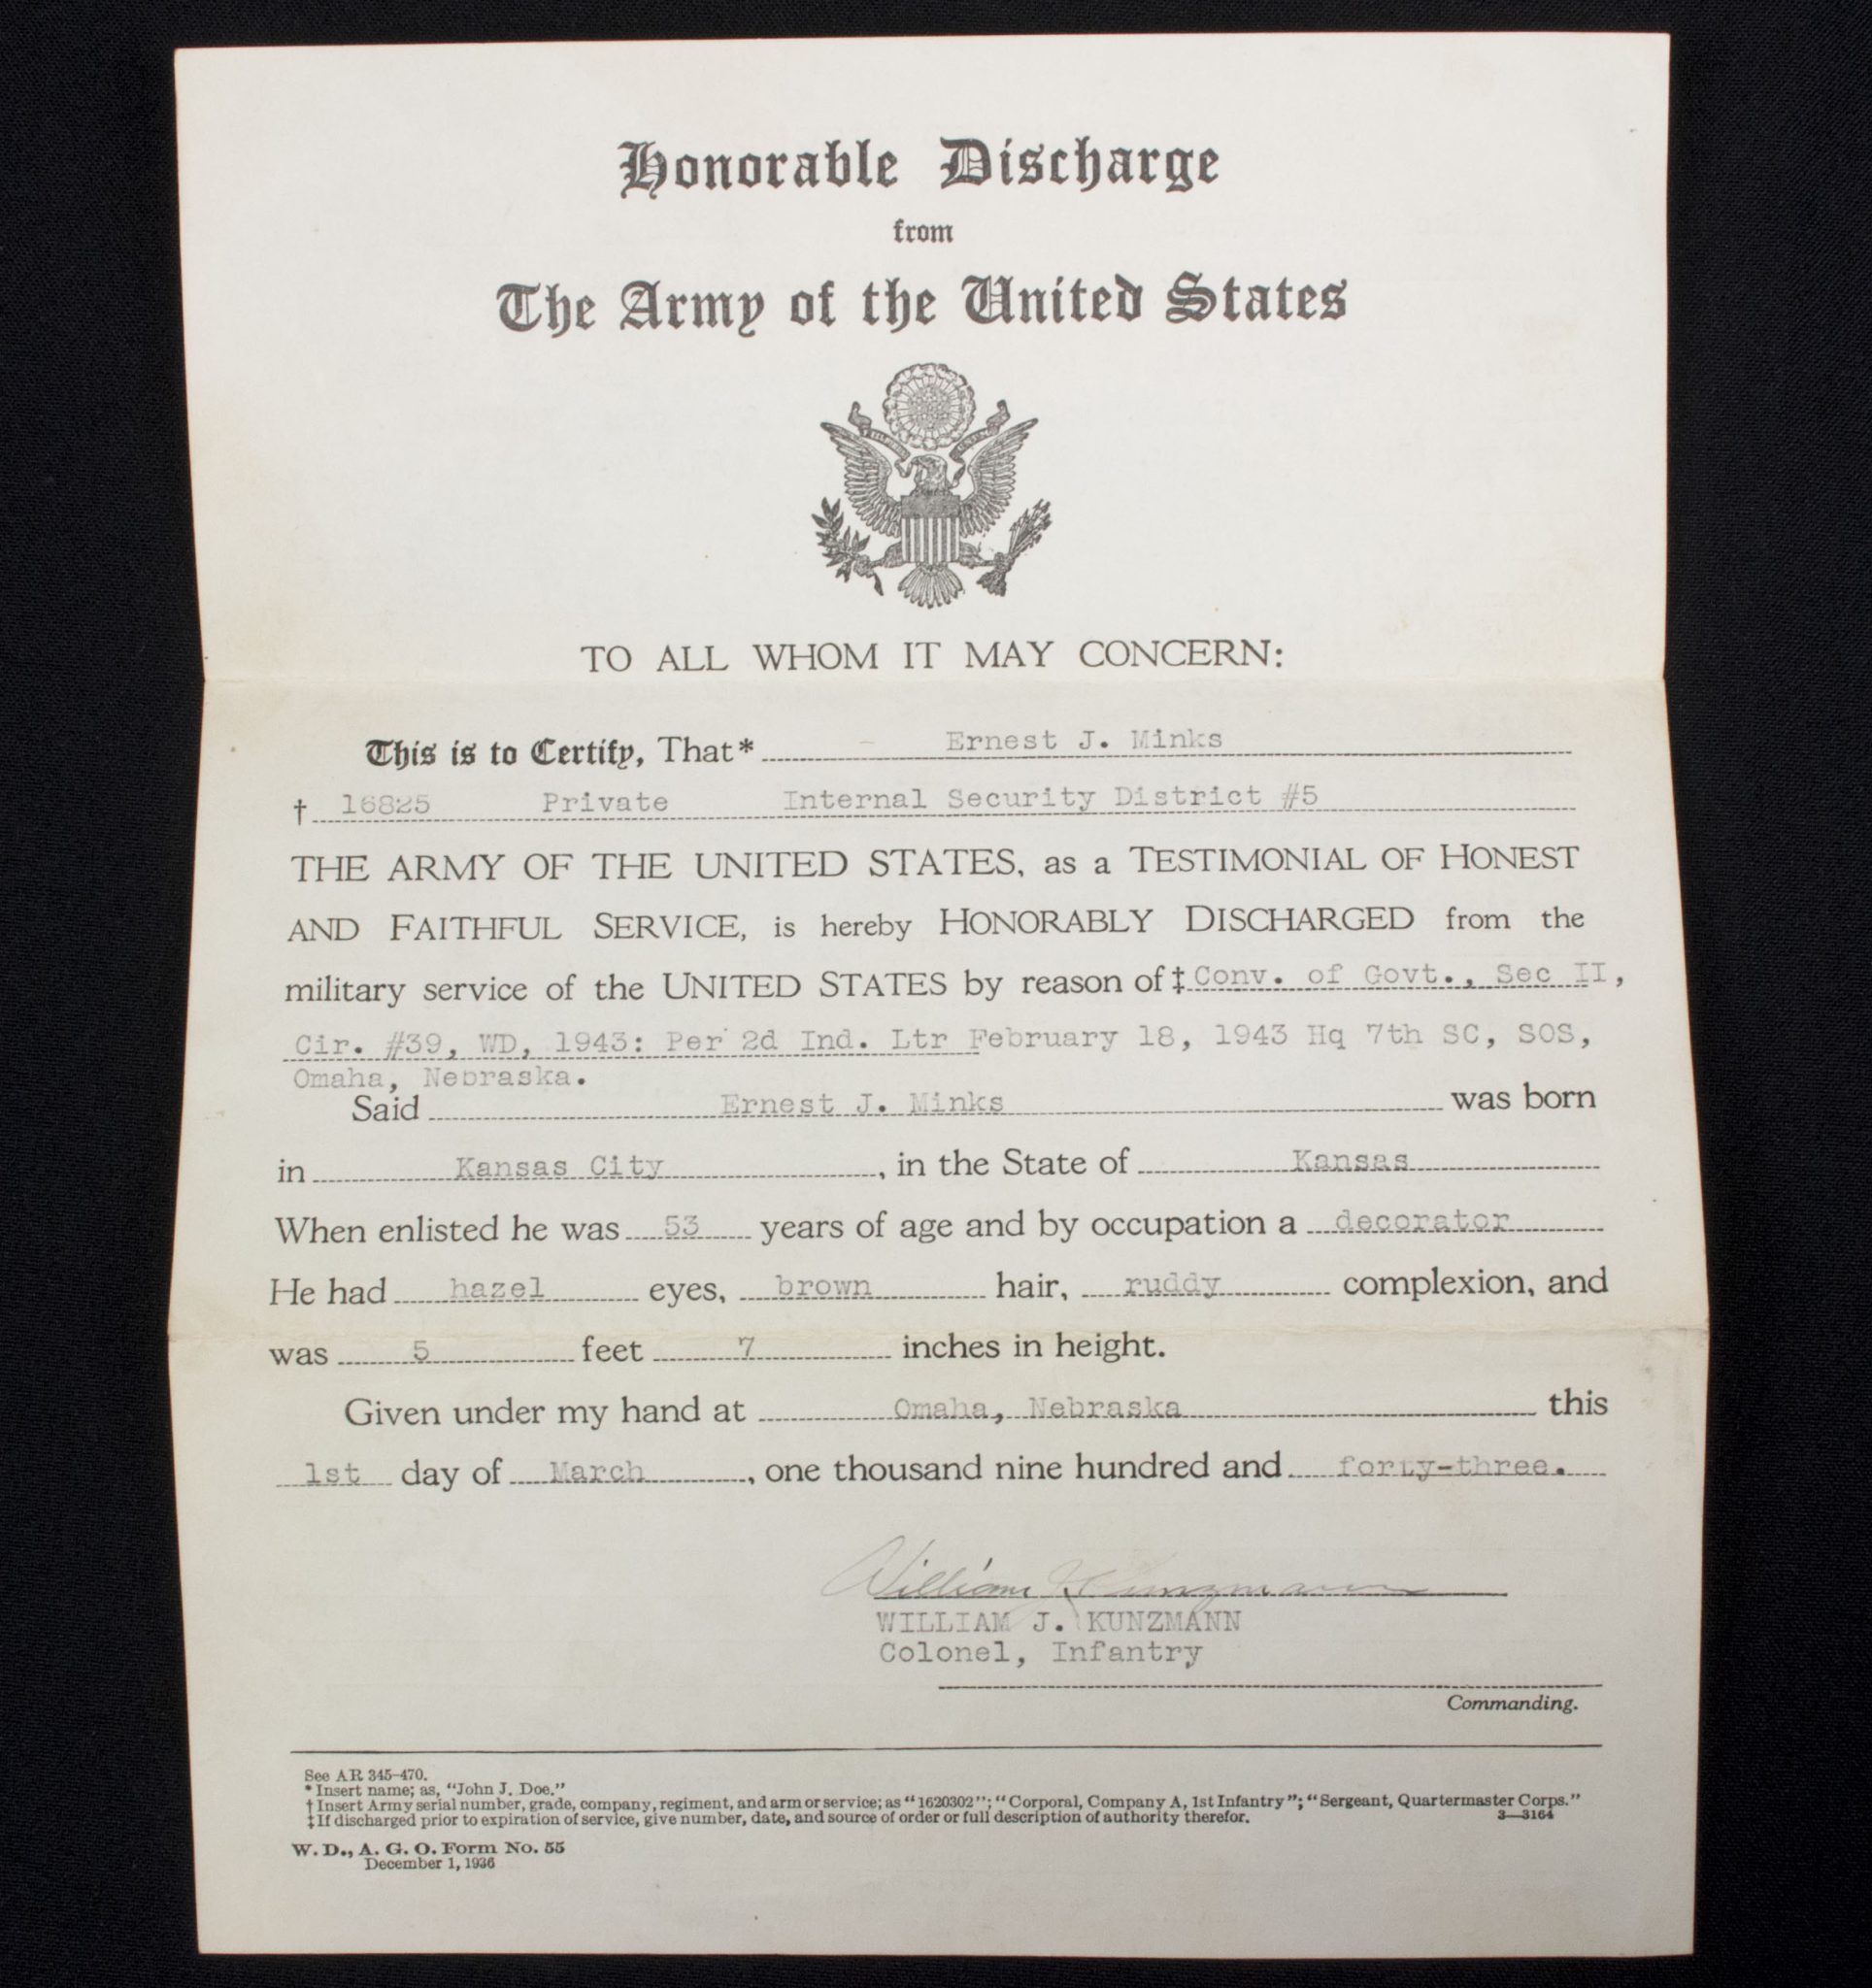 Honorable Discharge
from
The Army of the United States
TO ALL WHOM IT MAY CONCERN:
This is to Certify, That* Ernest J. Minks
† 16825 Private Internal Security District #5
THE ARMY OF THE UNITED STATES, as a TESTIMONIAL OF HONEST
AND FAITHFUL SERVICE, is hereby HONORABLY DISCHARGED from the
military service of the UNITED STATES by reason of ‡ Conv. of Govt., Sec II,
Cir. #39, WD, 1943: Per 2d Ind. Ltr February 18, 1943 Hq 7th SC, SOS,
Omaha, Nebraska.
Said Ernest J. Minks was born
in Kansas City, in the State of Kansas
When enlisted he was 53 years of age and by occupation a decorator
He had hazel eyes, brown hair, ruddy complexion, and
was 5 feet 7 inches in height.
Given under my hand at Omaha, Nebraska this
1st day of March, one thousand nine hundred and forty-three.
William J. Kunzmann
WILLIAM J. KUNZMANN
Colonel, Infantry
Commanding.
See AR 345-470.
* Insert name; as, "John J. Doe."
† Insert Army serial number, grade, company, regiment, and arm or service; as "1620302"; "Corporal, Company A, 1st Infantry"; "Sergeant, Quartermaster Corps."
‡ If discharged prior to expiration of service, give number, date, and source of order or full description of authority therefor. 3—3164
W. D., A. G. O. Form No. 55
December 1, 1936